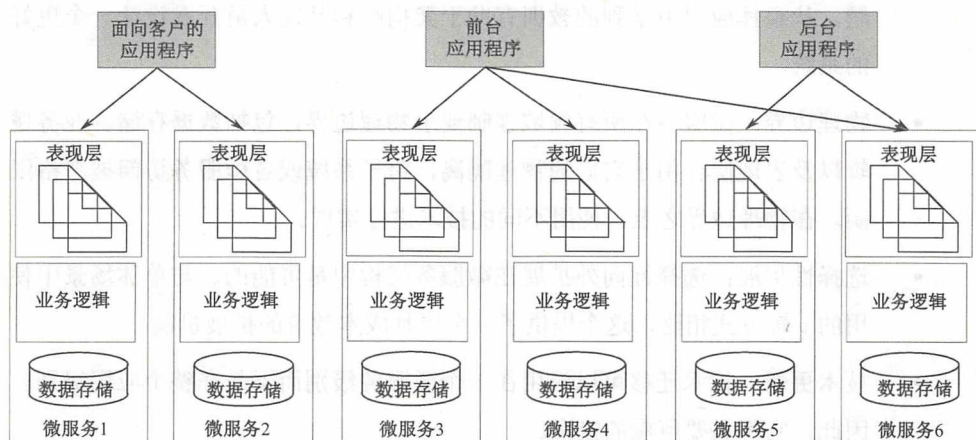 面向客户的
应用程序
前台
应用程序
后台
应用程序
表现层
表现层
表现层
表现层
表现层
表现层
业务逻辑
业务逻辑
业务逻辑
业务逻辑
业务逻辑
业务逻辑
数据存储
数据存储
数据存储
数据存储
数据存储
数据存储
微服务1
微服务2
微服务3
微服务4
微服务5
微服务6